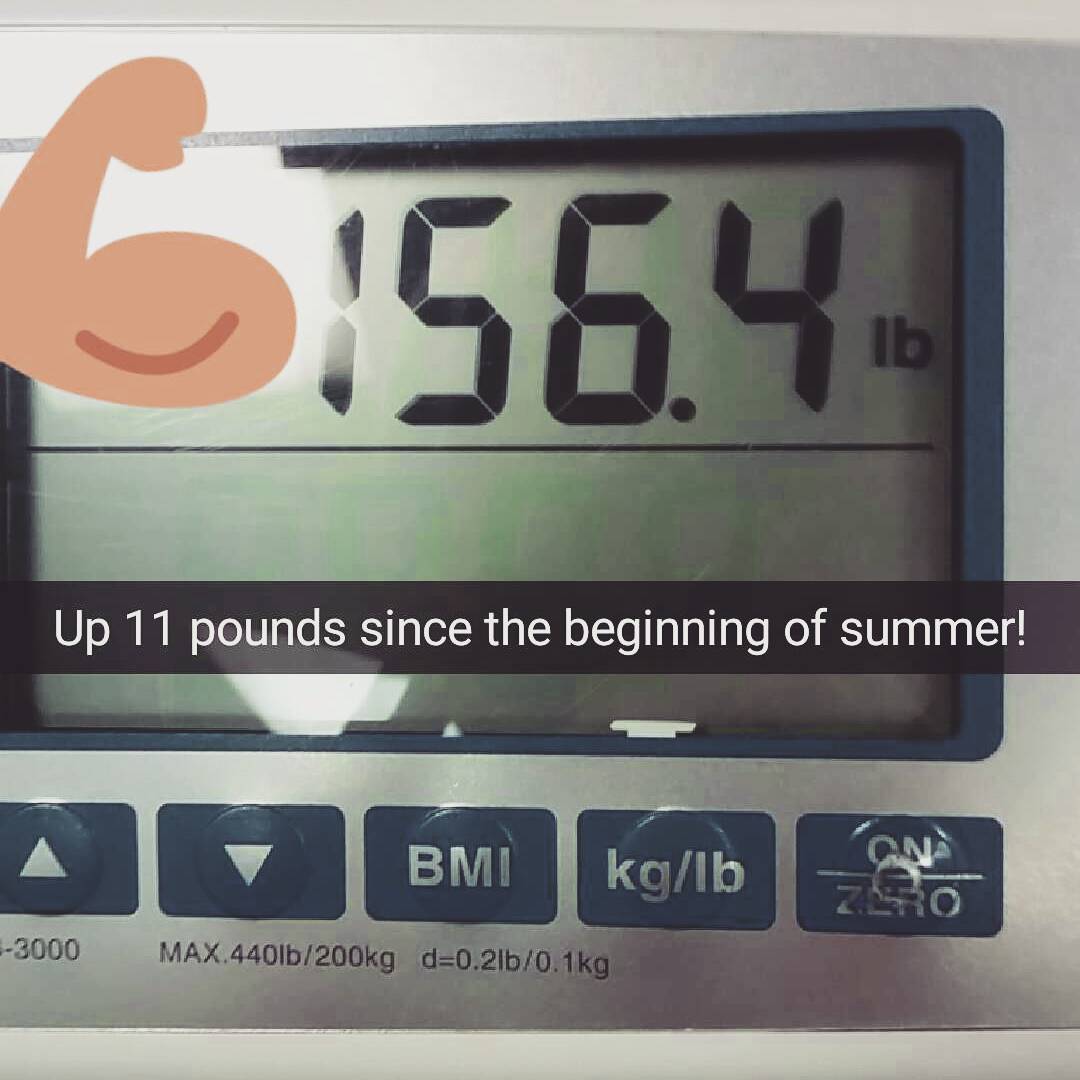 156.4 lb
Up 11 pounds since the beginning of summer!
▲ ▼ BMI kg/lb ON/ZERO
-3000 MAX.440lb/200kg d=0.2lb/0.1kg